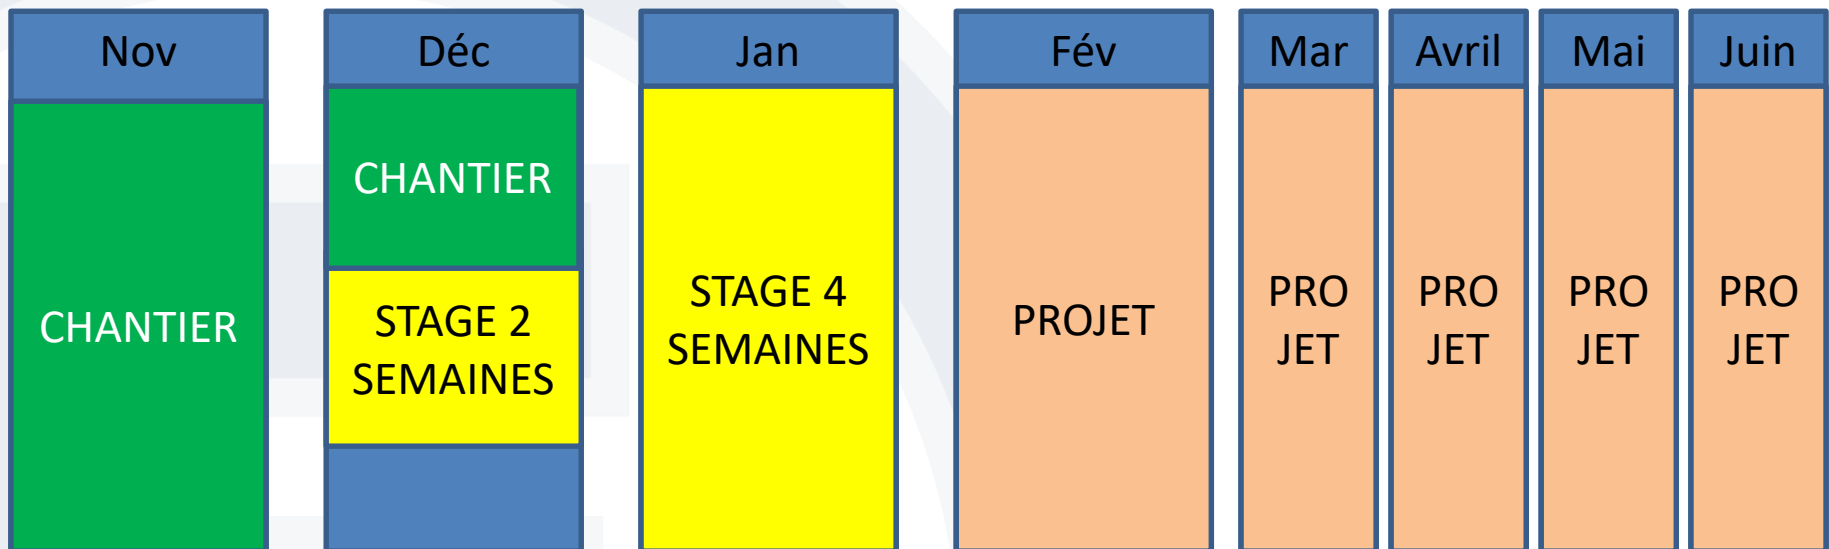 Nov
Déc
Jan
Fév
Mar
Avril
Mai
Juin
CHANTIER
CHANTIER
STAGE 2
SEMAINES
STAGE 4
SEMAINES
PROJET
PRO
JET
PRO
JET
PRO
JET
PRO
JET